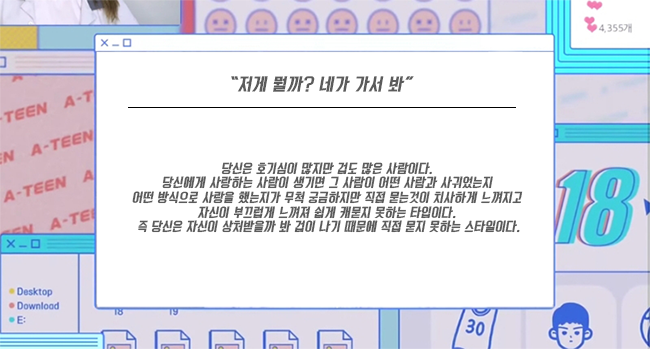 4,355개
"저게 뭘까? 네가 가서 봐"
A-TEEN
A-TEEN
A-TEEN
당신은 호기심이 많지만 겁도 많은 사람이다.
당신에게 사랑하는 사람이 생기면 그 사람이 어떤 사람과 사귀었는지
어떤 방식으로 사랑을 했는지가 무척 궁금하지만 직접 묻는것이 치사하게 느껴지고
자신이 부끄럽게 느껴져 쉽게 캐묻지 못하는 타입이다.
즉 당신은 자신이 상처받을까 봐 겁이 나기 때문에 직접 묻지 못하는 스타일이다.
18
Desktop
Download
E:
18
19
30